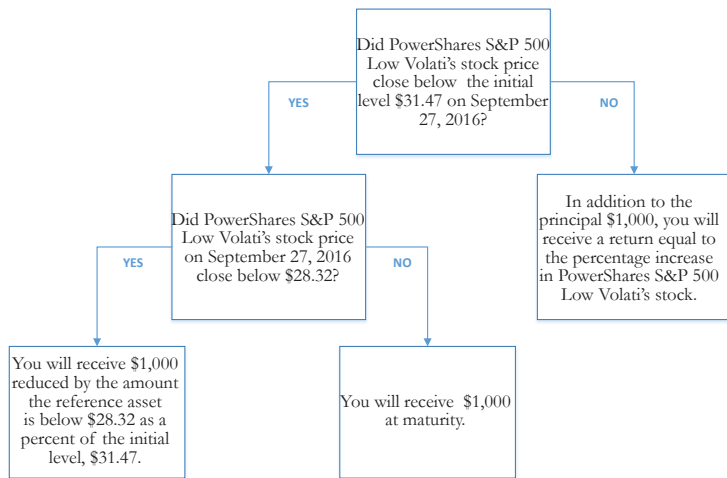 Did PowerShares S&P 500
Low Volati's stock price
close below the initial
level $31.47 on September
27, 2016?
YES
NO
Did PowerShares S&P 500
Low Volati's stock price
on September 27, 2016
close below $28.32?
In addition to the
principal $1,000, you will
receive a return equal to
the percentage increase
in PowerShares S&P 500
Low Volati's stock.
YES
NO
You will receive $1,000
reduced by the amount
the reference asset
is below $28.32 as a
percent of the initial
level, $31.47.
You will receive $1,000
at maturity.